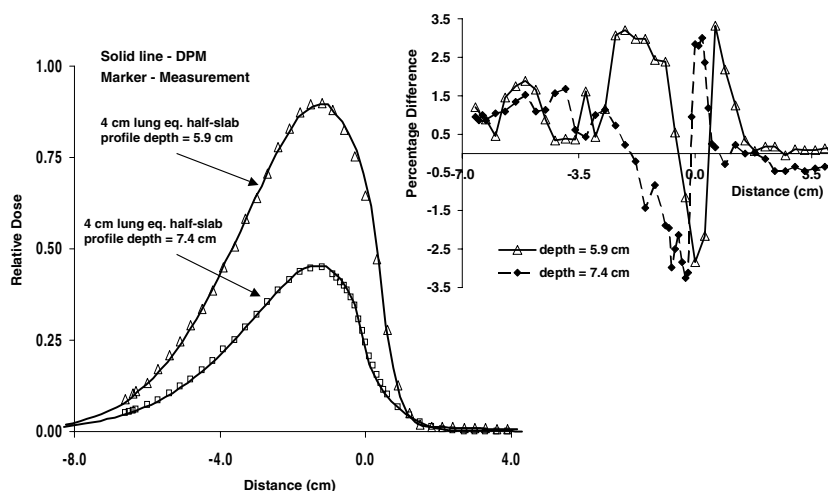 Solid line - DPM
Marker - Measurement
4 cm lung eq. half-slab
profile depth = 5.9 cm
4 cm lung eq. half-slab
profile depth = 7.4 cm
Relative Dose
1.00
0.75
0.50
0.25
0.00
-8.0 -4.0 0.0 4.0
Distance (cm)
Percentage Difference
3.5
2.5
1.5
0.5
-0.5
-1.5
-2.5
-3.5
-7.0 -3.5 0.0 3.5
Distance (cm)
depth = 5.9 cm
depth = 7.4 cm